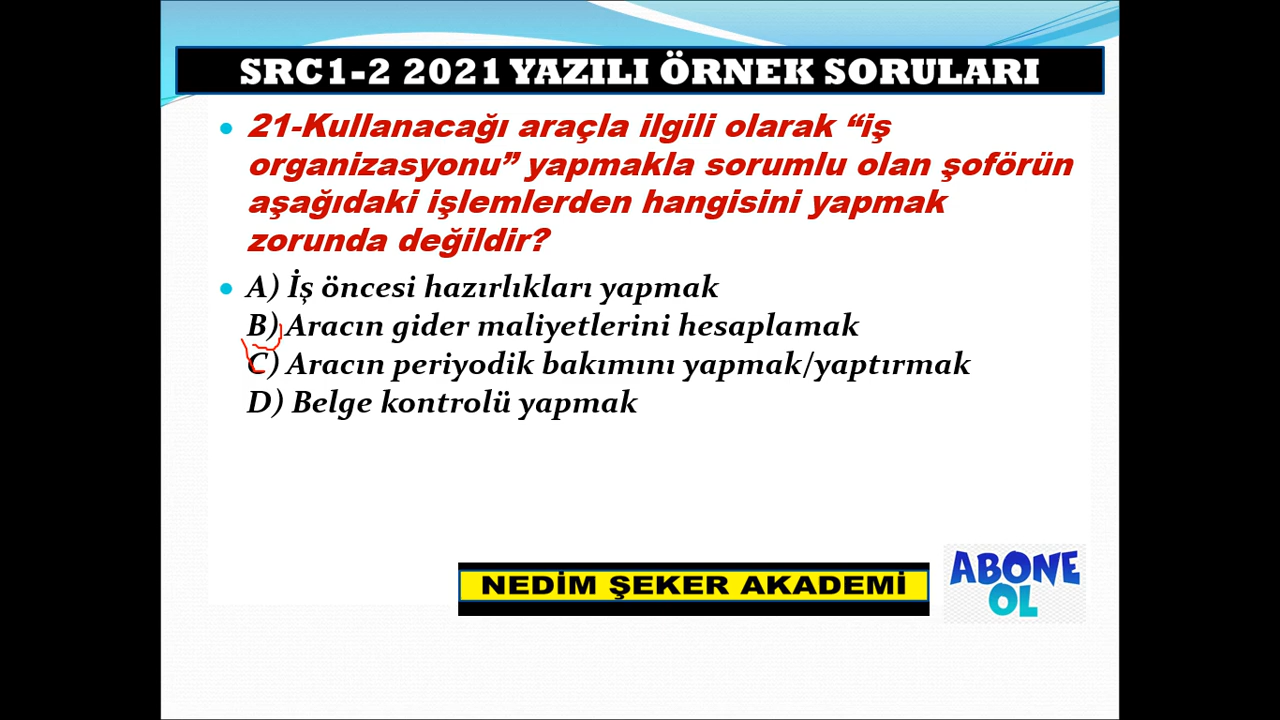 SRC1-2 2021 YAZILI ÖRNEK SORULARI
21-Kullanacağı araçla ilgili olarak “iş
organizasyonu” yapmakla sorumlu olan şoförün
aşağıdaki işlemlerden hangisini yapmak
zorunda değildir?
A) İş öncesi hazırlıkları yapmak
B) Aracın gider maliyetlerini hesaplamak
C) Aracın periyodik bakımını yapmak/yaptırmak
D) Belge kontrolü yapmak
NEDİM ŞEKER AKADEMİ
ABONE
OL